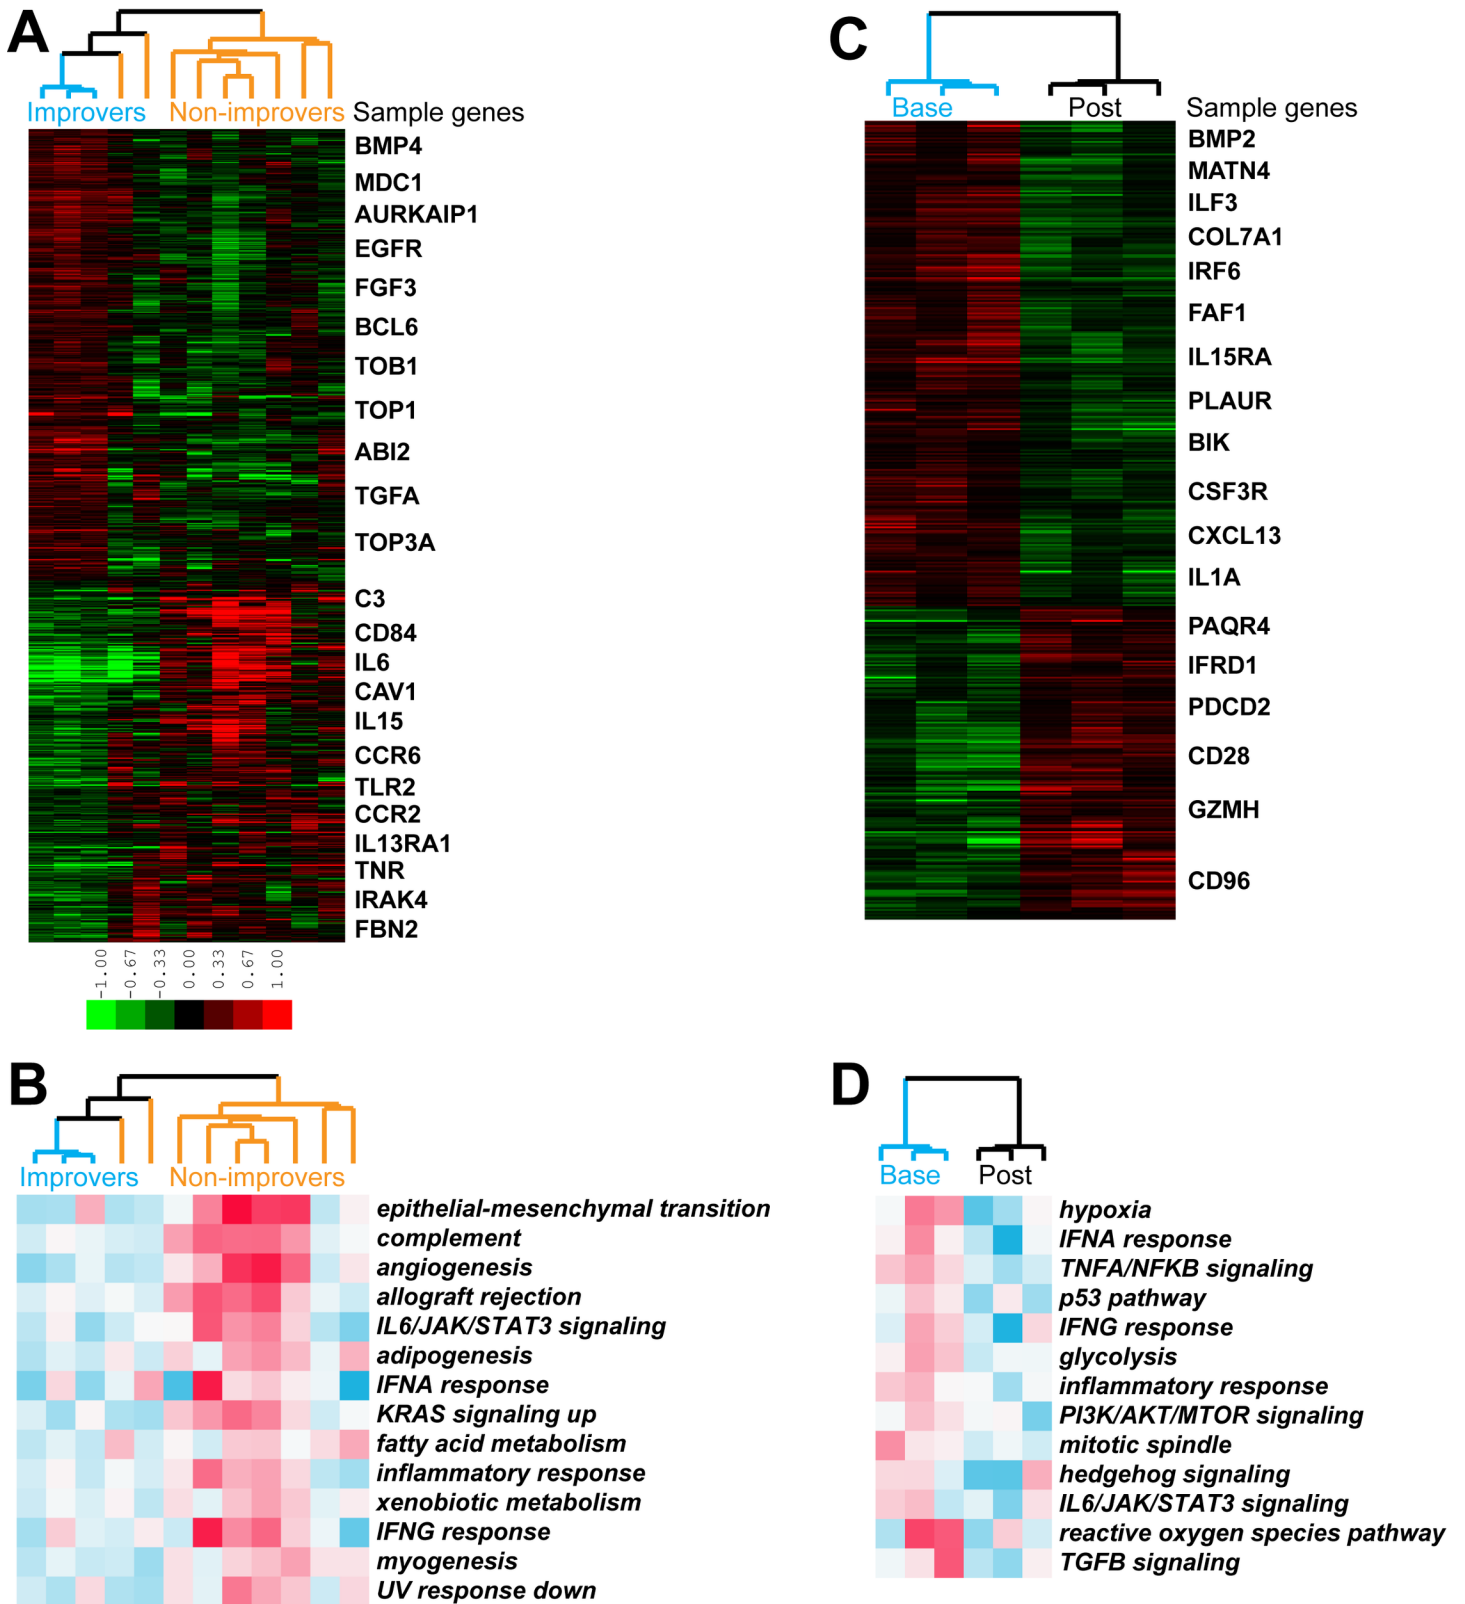 A
Improvers
Non-improvers
Sample genes
BMP4
MDC1
AURKAIP1
EGFR
FGF3
BCL6
TOB1
TOP1
ABI2
TGFA
TOP3A
C3
CD84
IL6
CAV1
IL15
CCR6
TLR2
CCR2
IL13RA1
TNR
IRAK4
FBN2
-1.00
-0.67
-0.33
0.00
0.33
0.67
1.00
C
Base
Post
Sample genes
BMP2
MATN4
ILF3
COL7A1
IRF6
FAF1
IL15RA
PLAUR
BIK
CSF3R
CXCL13
IL1A
PAQR4
IFRD1
PDCD2
CD28
GZMH
CD96
B
Improvers
Non-improvers
epithelial-mesenchymal transition
complement
angiogenesis
allograft rejection
IL6/JAK/STAT3 signaling
adipogenesis
IFNA response
KRAS signaling up
fatty acid metabolism
inflammatory response
xenobiotic metabolism
IFNG response
myogenesis
UV response down
D
Base
Post
hypoxia
IFNA response
TNFA/NFKB signaling
p53 pathway
IFNG response
glycolysis
inflammatory response
PI3K/AKT/MTOR signaling
mitotic spindle
hedgehog signaling
IL6/JAK/STAT3 signaling
reactive oxygen species pathway
TGFB signaling